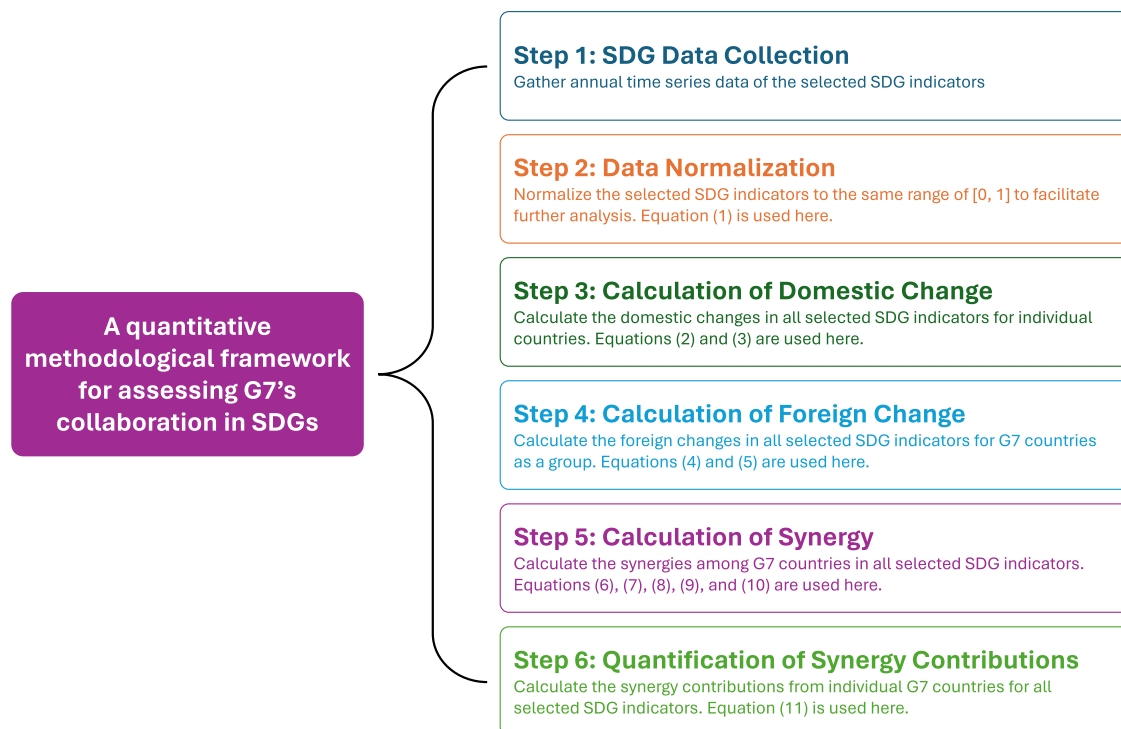 A quantitative
methodological framework
for assessing G7's
collaboration in SDGs
Step 1: SDG Data Collection
Gather annual time series data of the selected SDG indicators
Step 2: Data Normalization
Normalize the selected SDG indicators to the same range of [0, 1] to facilitate
further analysis. Equation (1) is used here.
Step 3: Calculation of Domestic Change
Calculate the domestic changes in all selected SDG indicators for individual
countries. Equations (2) and (3) are used here.
Step 4: Calculation of Foreign Change
Calculate the foreign changes in all selected SDG indicators for G7 countries
as a group. Equations (4) and (5) are used here.
Step 5: Calculation of Synergy
Calculate the synergies among G7 countries in all selected SDG indicators.
Equations (6), (7), (8), (9), and (10) are used here.
Step 6: Quantification of Synergy Contributions
Calculate the synergy contributions from individual G7 countries for all
selected SDG indicators. Equation (11) is used here.